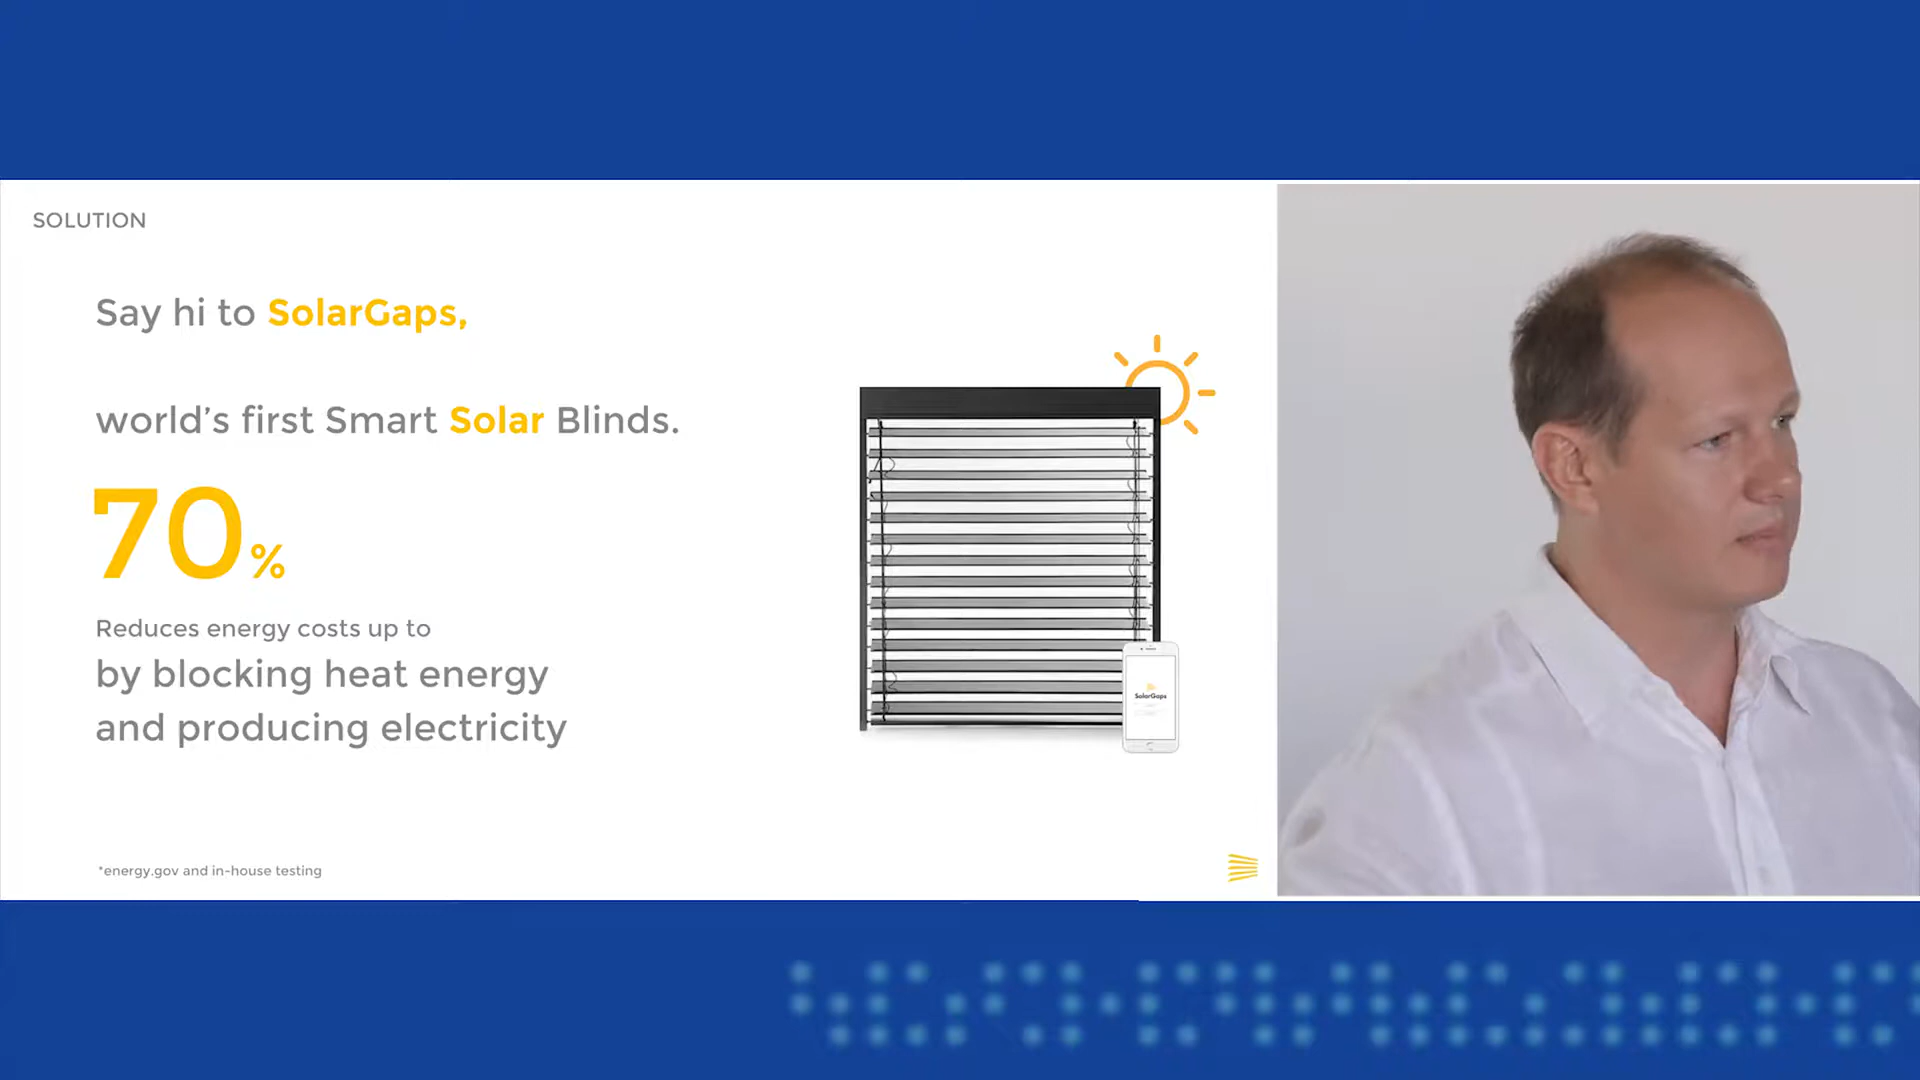 SOLUTION
Say hi to SolarGaps,
world's first Smart Solar Blinds.
70%
Reduces energy costs up to
by blocking heat energy
and producing electricity
SolarGaps
*energy.gov and in-house testing